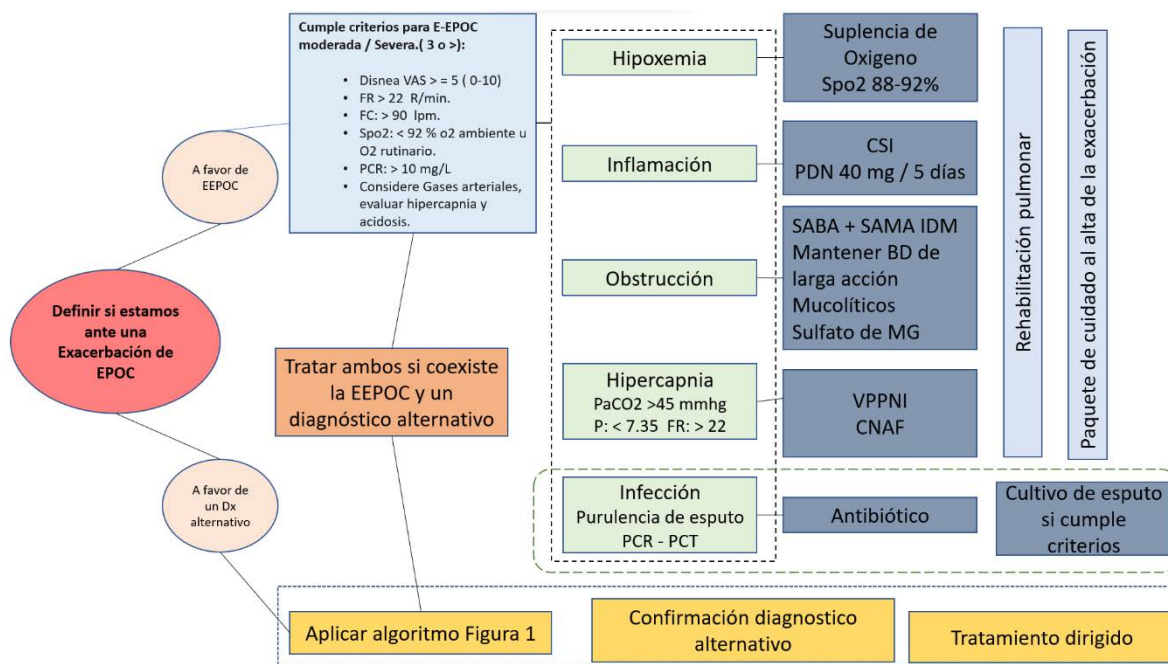 Cumple criterios para E-EPOC
moderada / Severa.( 3 o >):
• Disnea VAS > = 5 ( 0-10)
• FR > 22 R/min.
• FC: > 90 lpm.
• Spo2: < 92 % o2 ambiente u
O2 rutinario.
• PCR: > 10 mg/L
• Considere Gases arteriales,
evaluar hipercapnia y
acidosis.
A favor de
EEPOC
Definir si estamos
ante una
Exacerbación de
EPOC
A favor de
un Dx
alternativo
Tratar ambos si coexiste
la EEPOC y un
diagnóstico alternativo
Hipoxemia
Suplencia de
Oxigeno
Spo2 88-92%
Inflamación
CSI
PDN 40 mg / 5 días
Obstrucción
SABA + SAMA IDM
Mantener BD de
larga acción
Mucolíticos
Sulfato de MG
Hipercapnia
PaCO2 >45 mmhg
P: < 7.35 FR: > 22
VPPNI
CNAF
Infección
Purulencia de esputo
PCR - PCT
Antibiótico
Cultivo de esputo
si cumple
criterios
Rehabilitación pulmonar
Paquete de cuidado al alta de la exacerbación
Aplicar algoritmo Figura 1
Confirmación diagnostico
alternativo
Tratamiento dirigido